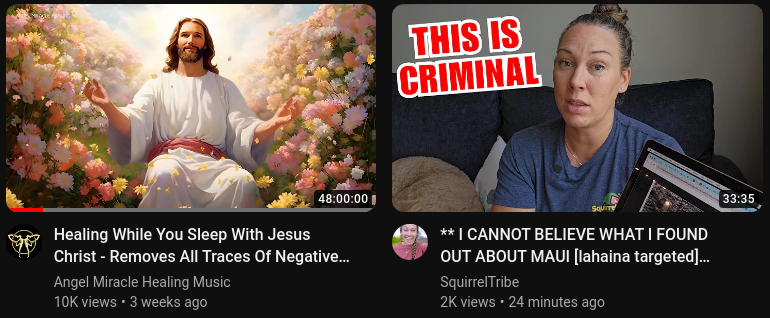 THIS IS
CRIMINAL
48:00:00
33:35
Healing While You Sleep With Jesus
Christ - Removes All Traces Of Negative…
Angel Miracle Healing Music
10K views • 3 weeks ago
** I CANNOT BELIEVE WHAT I FOUND
OUT ABOUT MAUI [lahaina targeted]…
SquirrelTribe
2K views • 24 minutes ago